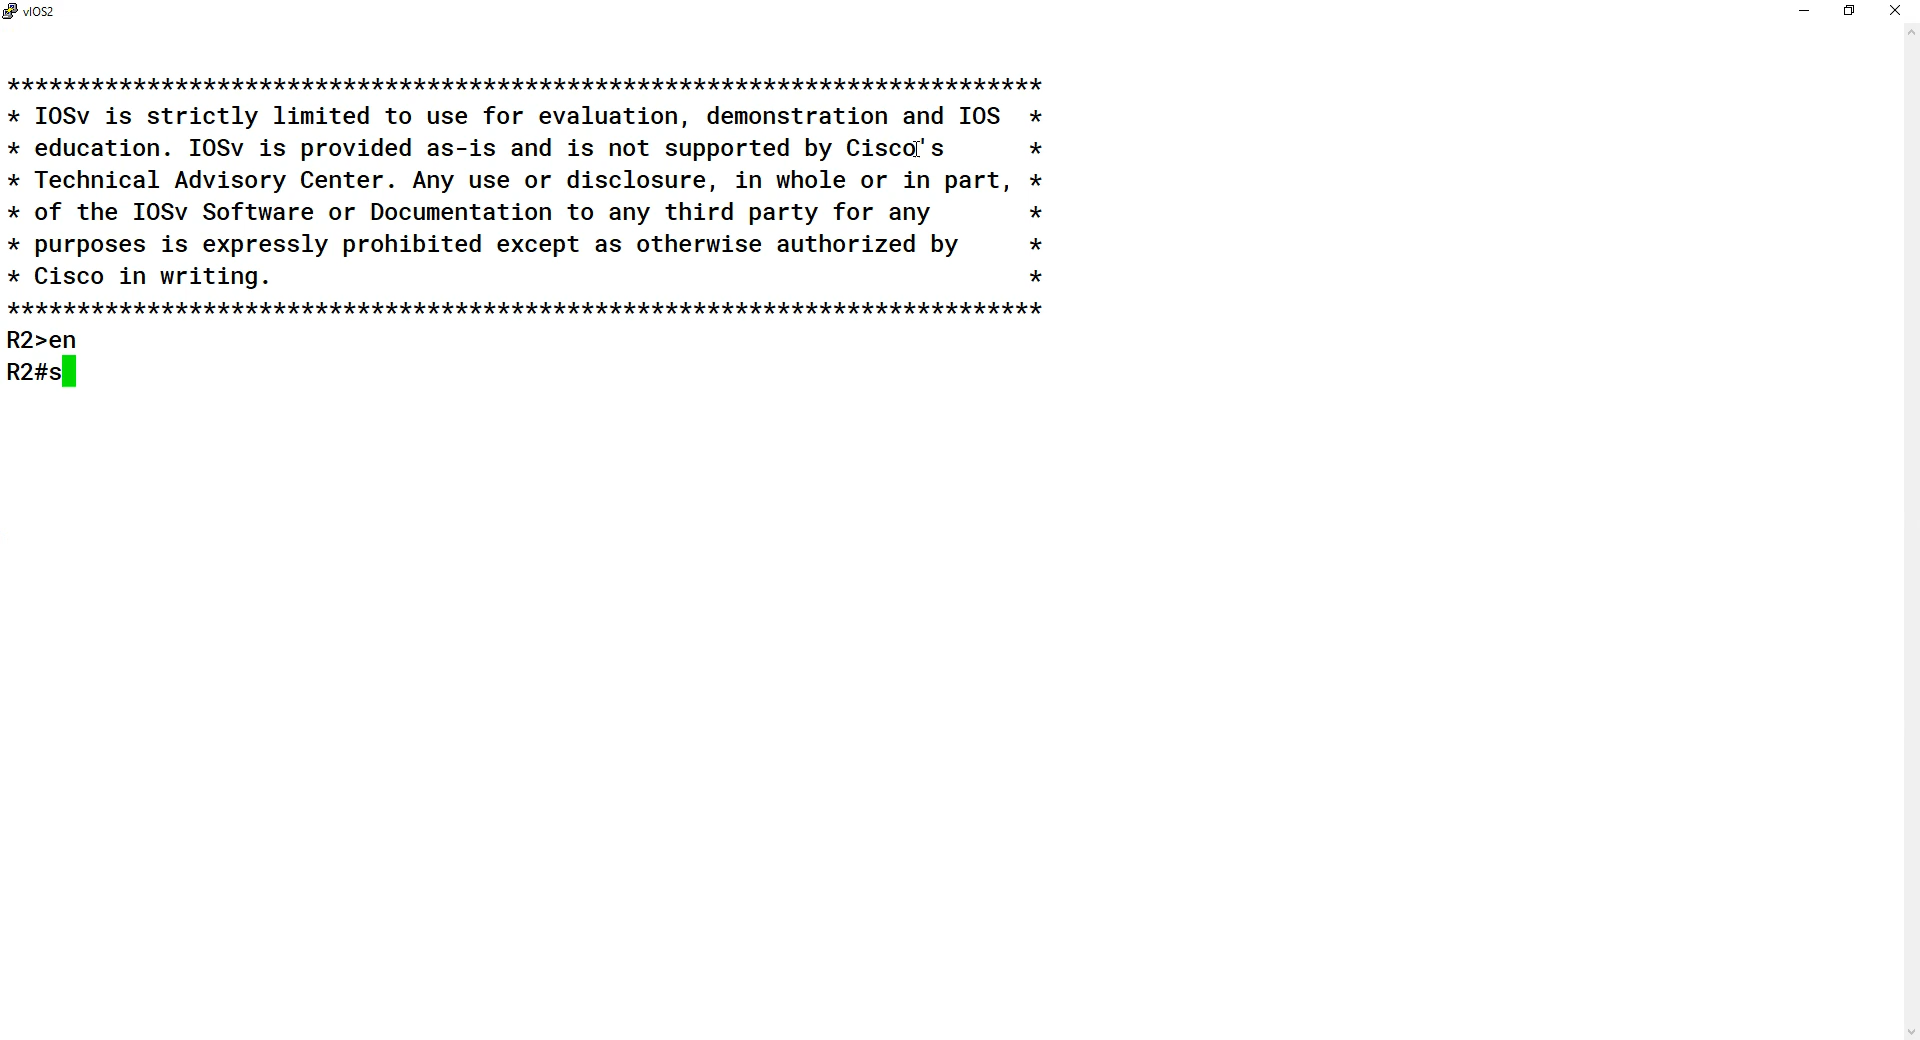 vIOS2
**************************************************************************
* IOSv is strictly limited to use for evaluation, demonstration and IOS  *
* education. IOSv is provided as-is and is not supported by Cisco's      *
* Technical Advisory Center. Any use or disclosure, in whole or in part, *
* of the IOSv Software or Documentation to any third party for any       *
* purposes is expressly prohibited except as otherwise authorized by     *
* Cisco in writing.                                                      *
**************************************************************************
R2>en
R2#s